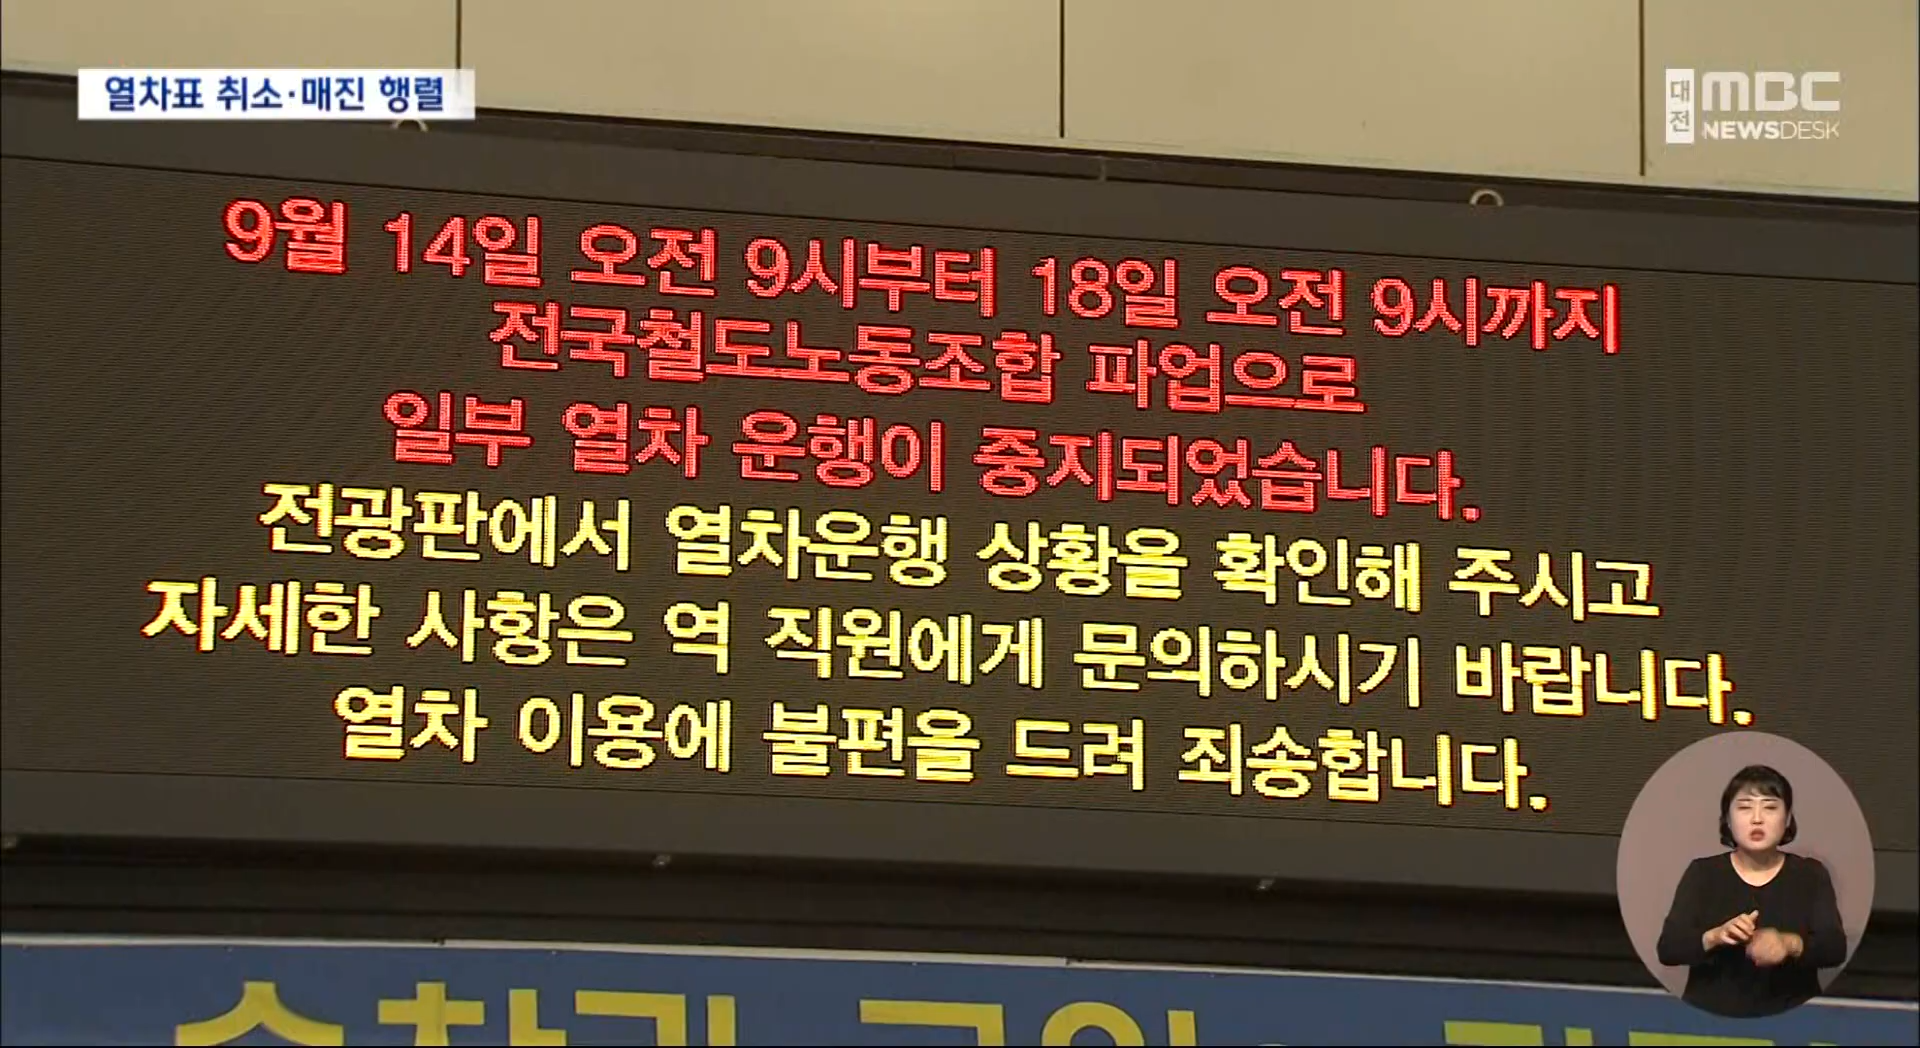 열차표 취소·매진 행렬
대전
MBC
NEWSDESK
9월 14일 오전 9시부터 18일 오전 9시까지
전국철도노동조합 파업으로
일부 열차 운행이 중지되었습니다.
전광판에서 열차운행 상황을 확인해 주시고
자세한 사항은 역 직원에게 문의하시기 바랍니다.
열차 이용에 불편을 드려 죄송합니다.